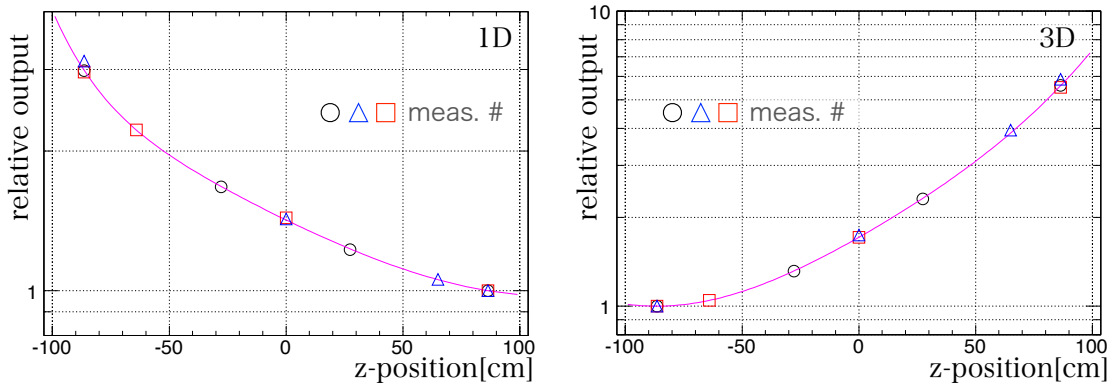 1D
relative output
meas. #
1
-100 -50 0 50 100
z-position[cm]
10
3D
relative output
meas. #
1
-100 -50 0 50 100
z-position[cm]